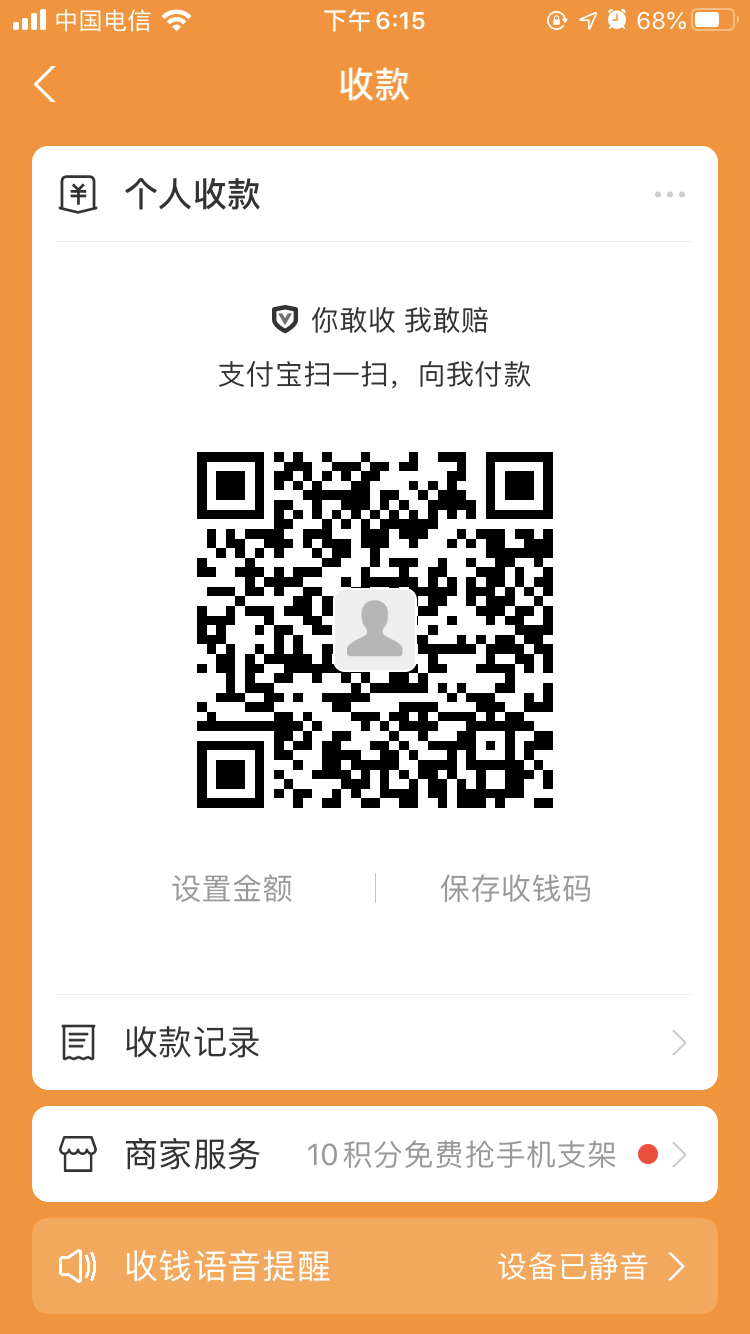 中国电信 下午6:15 68%
收款
个人收款
你敢收 我敢赔
支付宝扫一扫，向我付款
设置金额 保存收钱码
收款记录
商家服务 10积分免费抢手机支架
收钱语音提醒 设备已静音